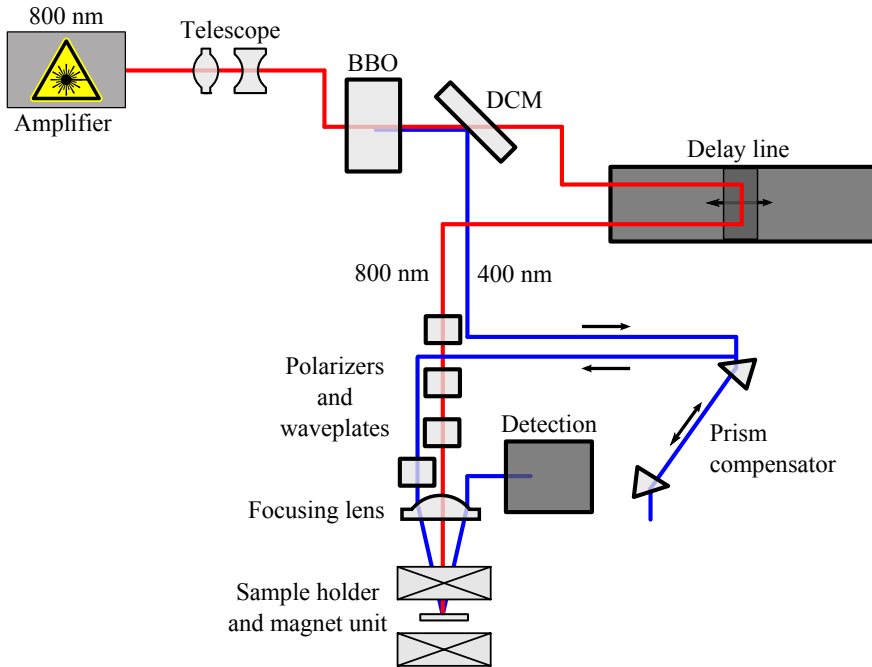 800 nm
Telescope
Amplifier
BBO
DCM
Delay line
800 nm
400 nm
Polarizers
and
waveplates
Detection
Prism
compensator
Focusing lens
Sample holder
and magnet unit